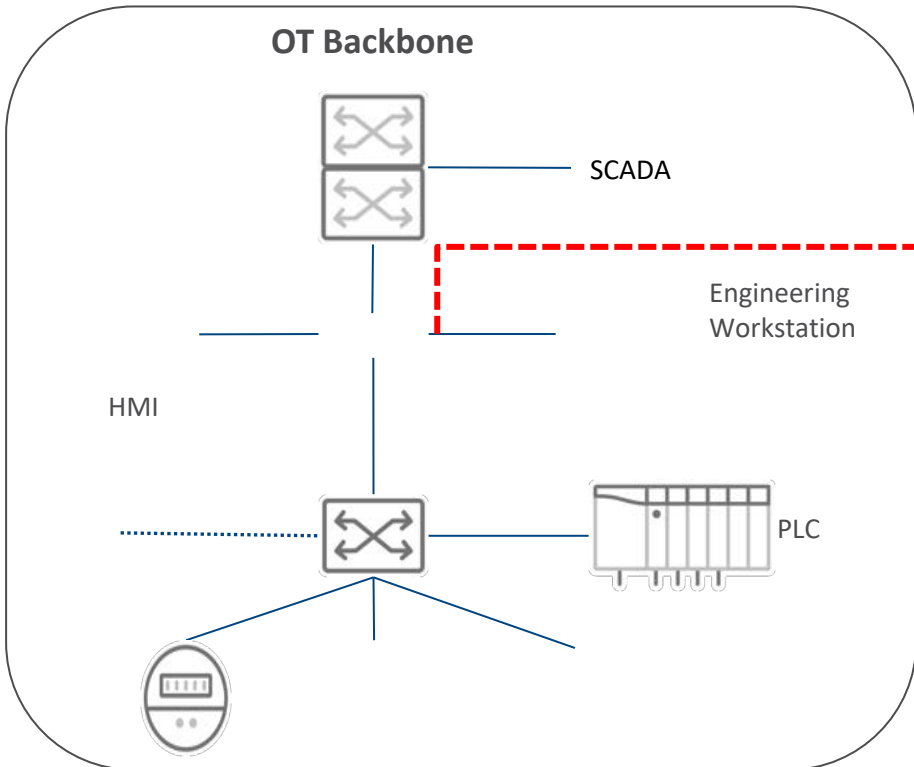 OT Backbone
SCADA
Engineering
Workstation
HMI
PLC